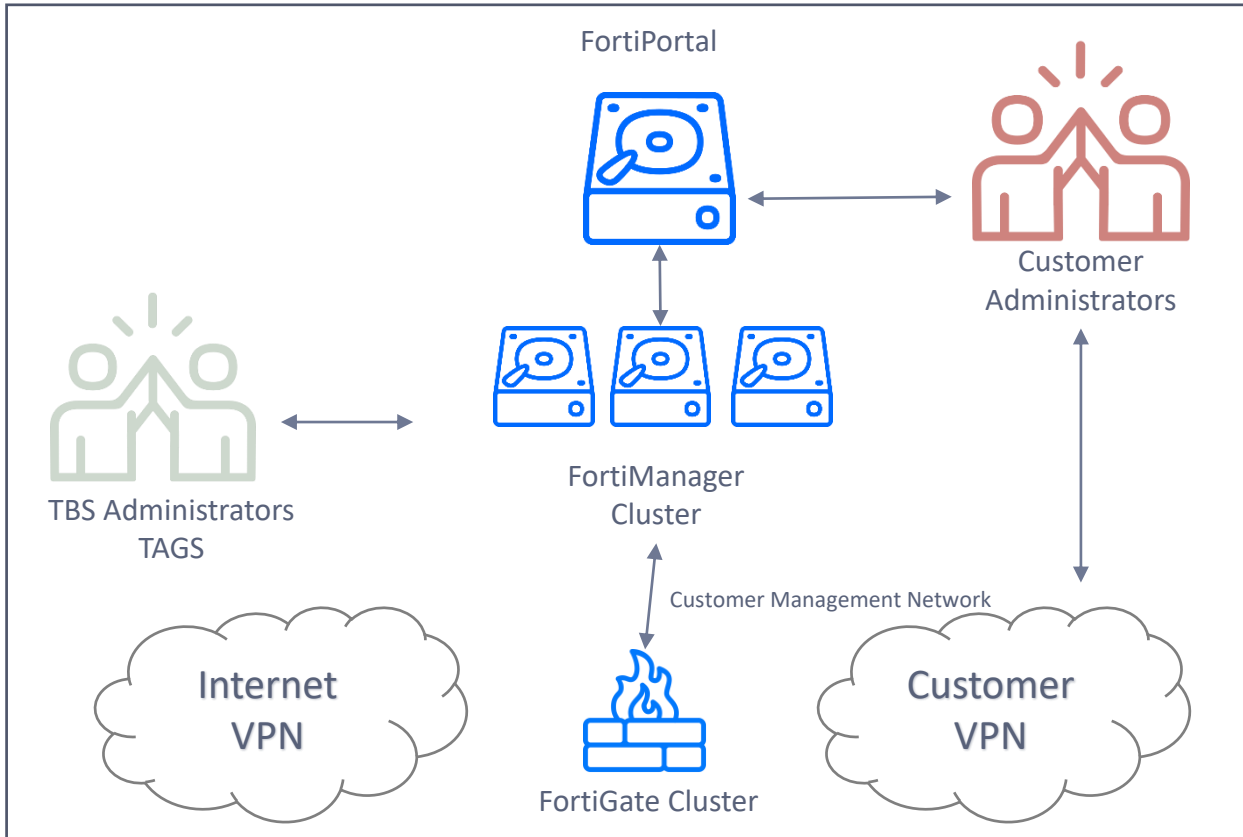 FortiPortal
Customer
Administrators
TBS Administrators
TAGS
FortiManager
Cluster
Customer Management Network
Internet
VPN
Customer
VPN
FortiGate Cluster